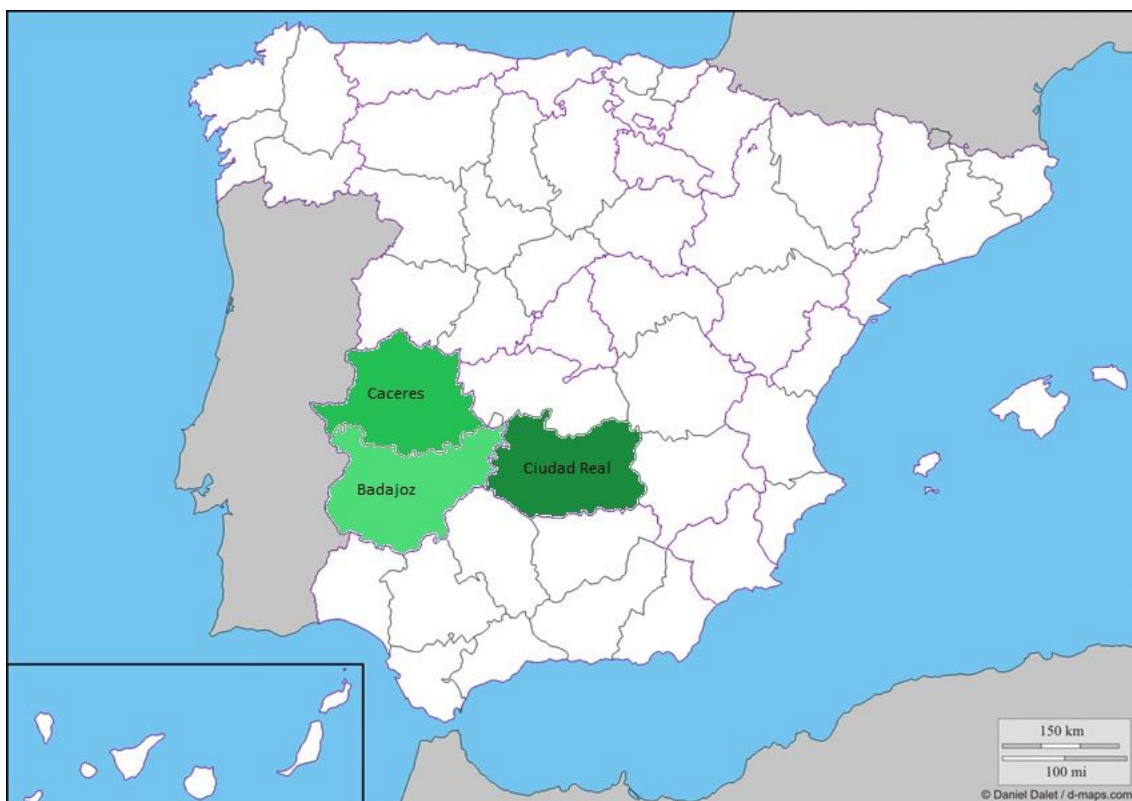 Caceres
Ciudad Real
Badajoz
150 km
100 mi
© Daniel Dalet / d-maps.com